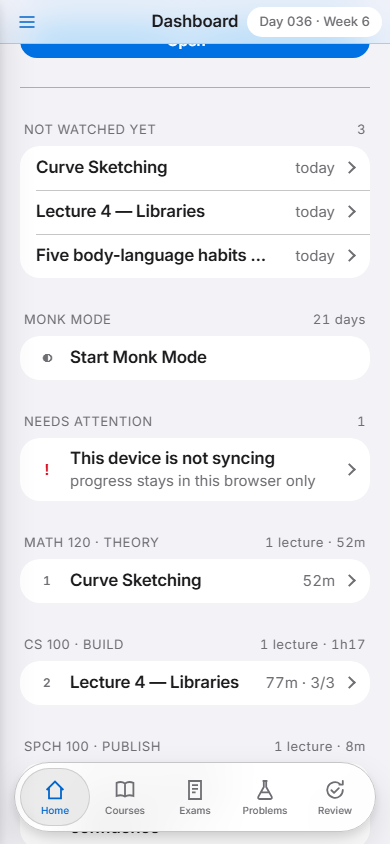 Dashboard
Day 036 · Week 6
Open
NOT WATCHED YET
3
Curve Sketching
today
Lecture 4 — Libraries
today
Five body-language habits ...
today
MONK MODE
21 days
Start Monk Mode
NEEDS ATTENTION
1
!
This device is not syncing
progress stays in this browser only
MATH 120 · THEORY
1 lecture · 52m
1
Curve Sketching
52m
CS 100 · BUILD
1 lecture · 1h17
2
Lecture 4 — Libraries
77m · 3/3
SPCH 100 · PUBLISH
1 lecture · 8m
Home
Courses
Exams
Problems
Review